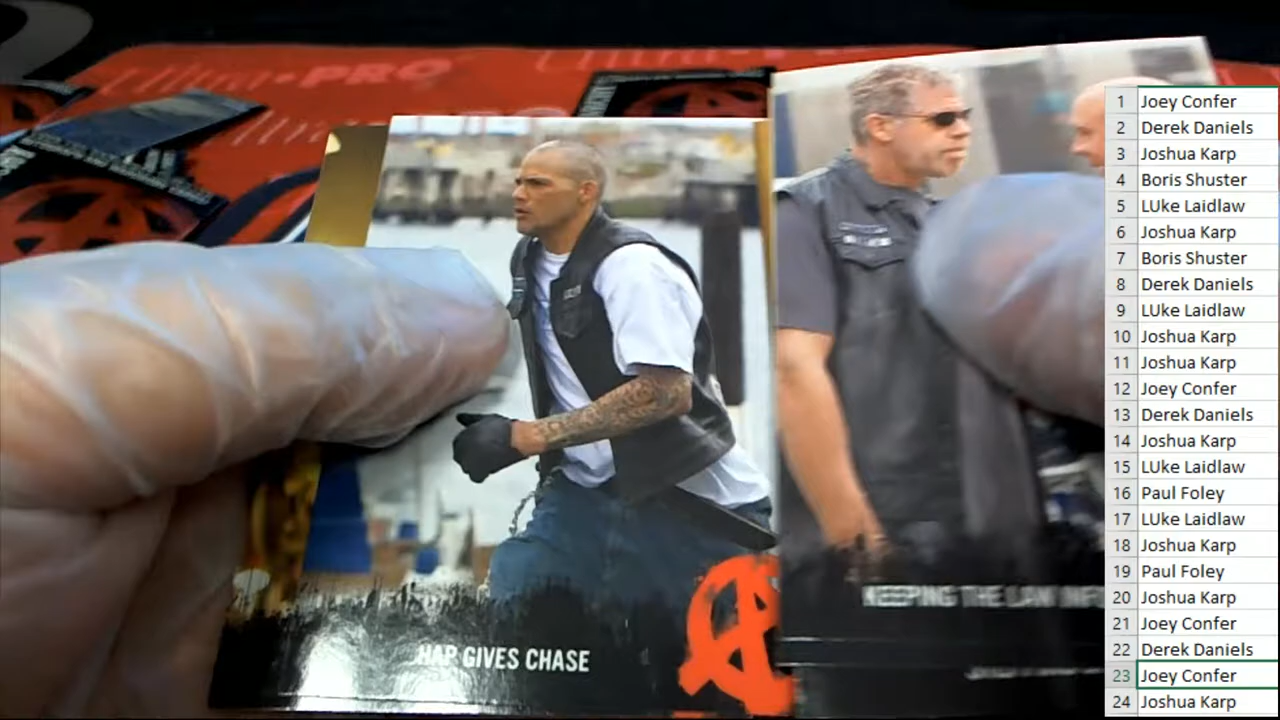 Ultra•PRO
HAP GIVES CHASE
KEEPING THE LAW INF
1 Joey Confer
2 Derek Daniels
3 Joshua Karp
4 Boris Shuster
5 LUke Laidlaw
6 Joshua Karp
7 Boris Shuster
8 Derek Daniels
9 LUke Laidlaw
10 Joshua Karp
11 Joshua Karp
12 Joey Confer
13 Derek Daniels
14 Joshua Karp
15 LUke Laidlaw
16 Paul Foley
17 LUke Laidlaw
18 Joshua Karp
19 Paul Foley
20 Joshua Karp
21 Joey Confer
22 Derek Daniels
23 Joey Confer
24 Joshua Karp